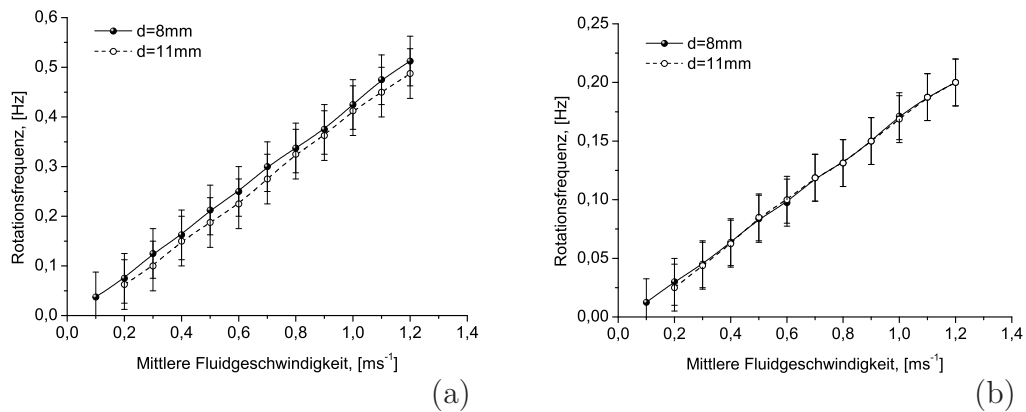 0,6
0,5
0,4
0,3
0,2
0,1
0,0
Rotationsfrequenz, [Hz]
d=8mm
d=11mm
0,0 0,2 0,4 0,6 0,8 1,0 1,2 1,4
Mittlere Fluidgeschwindigkeit, [ms⁻¹]
(a)
0,25
0,20
0,15
0,10
0,05
0,00
Rotationsfrequenz, [Hz]
d=8mm
d=11mm
0,0 0,2 0,4 0,6 0,8 1,0 1,2 1,4
Mittlere Fluidgeschwindigkeit, [ms⁻¹]
(b)